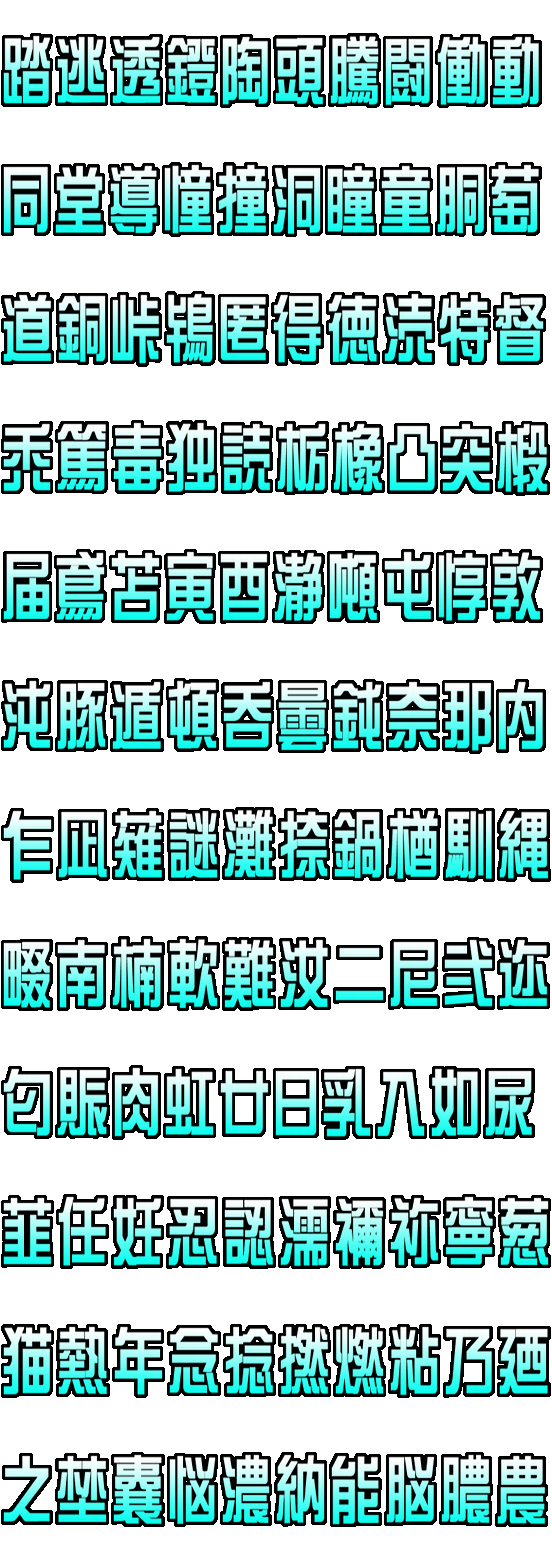 踏逃透鐙陶頭騰闘働動
同堂導憧撞洞瞳童胴萄
道銅峠鴇匿得徳涜特督
禿篤毒独読栃橡凸突椴
届鳶苫寅酉瀞噸屯惇敦
沌豚遁頓呑曇鈍奈那内
乍凪薙謎灘捺鍋楢馴縄
畷南楠軟難汝二尼弐迩
匂賑肉虹廿日乳入如尿
韮任妊忍認濡禰祢寧葱
猫熱年念捻撚燃粘乃廼
之埜嚢悩濃納能脳膿農